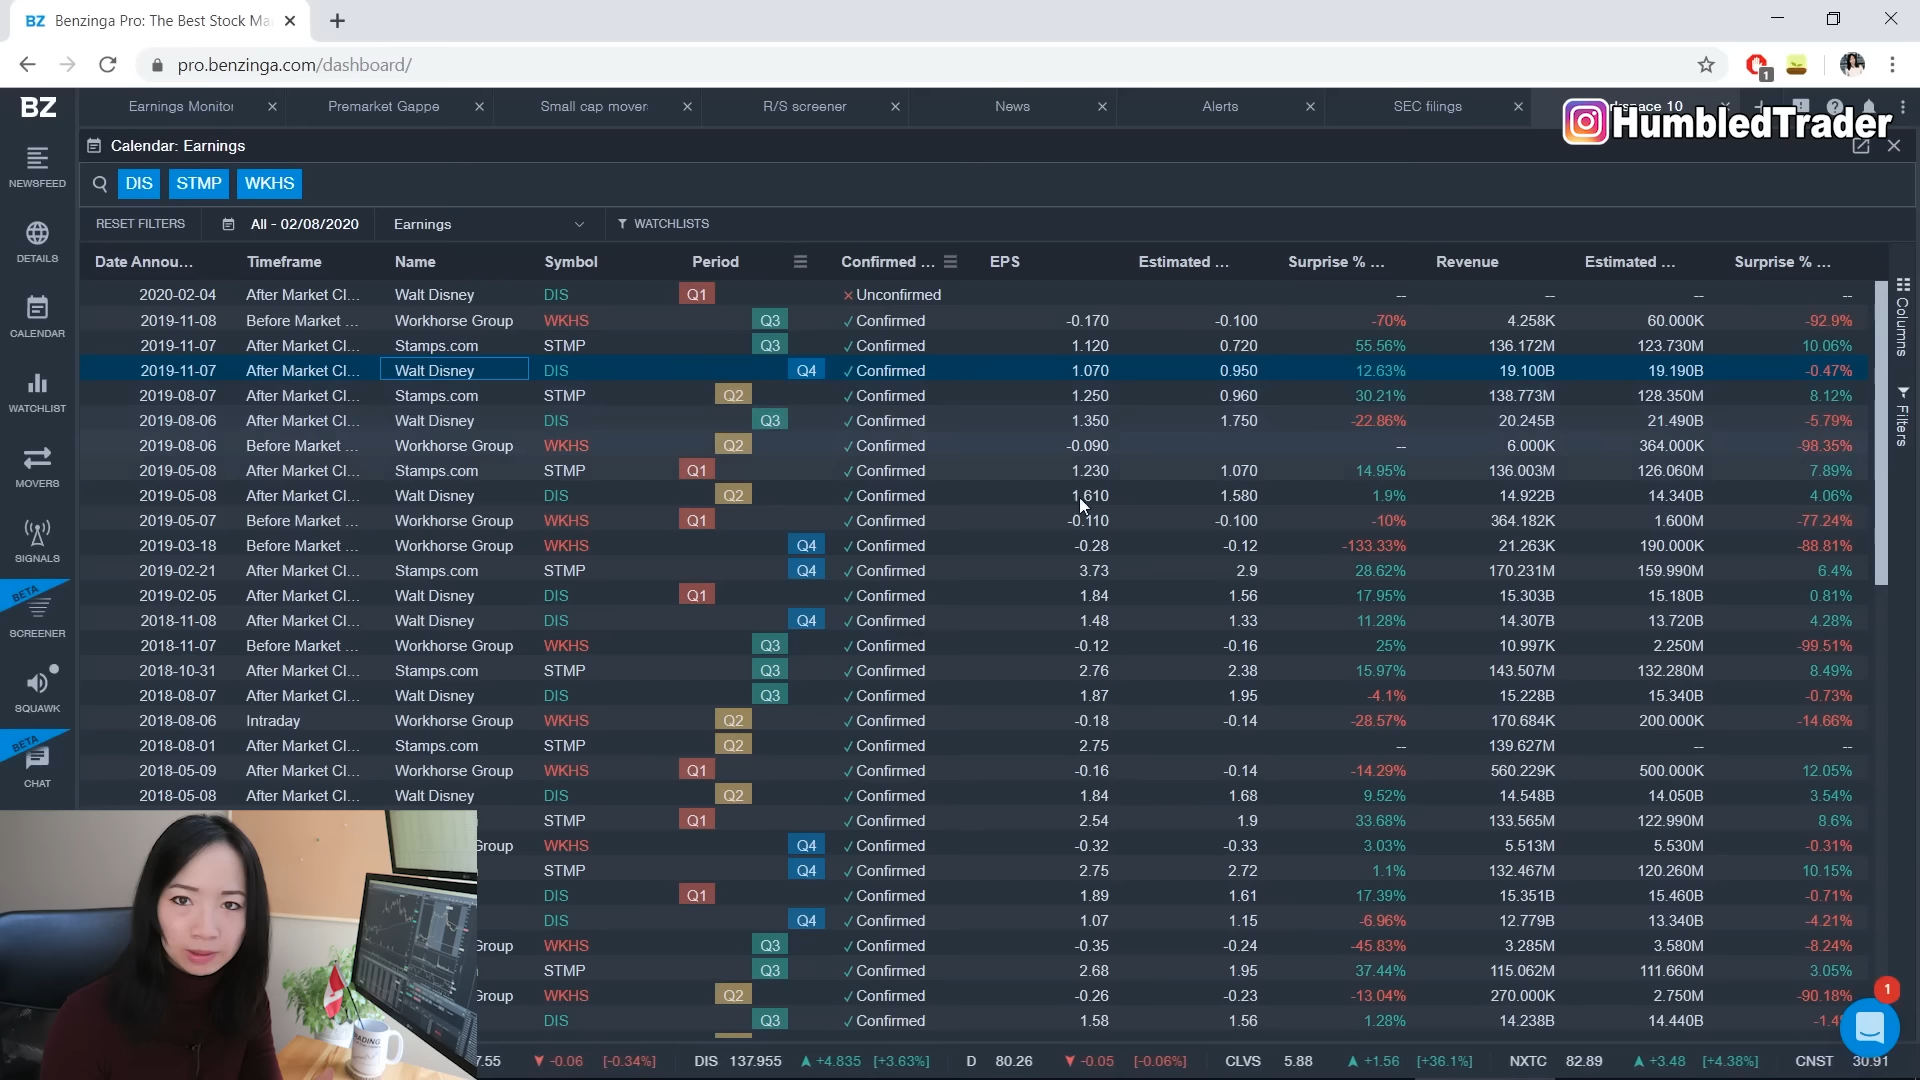 BZ Benzinga Pro: The Best Stock Ma
pro.benzinga.com/dashboard/
1
BZ
Earnings Monitor Premarket Gappe Small cap mover R/S screener News Alerts SEC filings kspace 10
HumbledTrader
Calendar: Earnings
DIS STMP WKHS
RESET FILTERS All - 02/08/2020 Earnings WATCHLISTS
NEWSFEED
DETAILS
CALENDAR
WATCHLIST
MOVERS
SIGNALS
BETA
SCREENER
SQUAWK
BETA
CHAT
Date Annou... Timeframe Name Symbol Period Confirmed ... EPS Estimated ... Surprise % ... Revenue Estimated ... Surprise % ...
2020-02-04 After Market Cl... Walt Disney DIS Q1 Unconfirmed -- -- -- --
2019-11-08 Before Market ... Workhorse Group WKHS Q3 ✓ Confirmed -0.170 -0.100 -70% 4.258K 60.000K -92.9%
2019-11-07 After Market Cl... Stamps.com STMP Q3 ✓ Confirmed 1.120 0.720 55.56% 136.172M 123.730M 10.06%
2019-11-07 After Market Cl... Walt Disney DIS Q4 ✓ Confirmed 1.070 0.950 12.63% 19.100B 19.190B -0.47%
2019-08-07 After Market Cl... Stamps.com STMP Q2 ✓ Confirmed 1.250 0.960 30.21% 138.773M 128.350M 8.12%
2019-08-06 After Market Cl... Walt Disney DIS Q3 ✓ Confirmed 1.350 1.750 -22.86% 20.245B 21.490B -5.79%
2019-08-06 Before Market ... Workhorse Group WKHS Q2 ✓ Confirmed -0.090 -- 6.000K 364.000K -98.35%
2019-05-08 After Market Cl... Stamps.com STMP Q1 ✓ Confirmed 1.230 1.070 14.95% 136.003M 126.060M 7.89%
2019-05-08 After Market Cl... Walt Disney DIS Q2 ✓ Confirmed 1.610 1.580 1.9% 14.922B 14.340B 4.06%
2019-05-07 Before Market ... Workhorse Group WKHS Q1 ✓ Confirmed -0.110 -0.100 -10% 364.182K 1.600M -77.24%
2019-03-18 Before Market ... Workhorse Group WKHS Q4 ✓ Confirmed -0.28 -0.12 -133.33% 21.263K 190.000K -88.81%
2019-02-21 After Market Cl... Stamps.com STMP Q4 ✓ Confirmed 3.73 2.9 28.62% 170.231M 159.990M 6.4%
2019-02-05 After Market Cl... Walt Disney DIS Q1 ✓ Confirmed 1.84 1.56 17.95% 15.303B 15.180B 0.81%
2018-11-08 After Market Cl... Walt Disney DIS Q4 ✓ Confirmed 1.48 1.33 11.28% 14.307B 13.720B 4.28%
2018-11-07 Before Market ... Workhorse Group WKHS Q3 ✓ Confirmed -0.12 -0.16 25% 10.997K 2.250M -99.51%
2018-10-31 After Market Cl... Stamps.com STMP Q3 ✓ Confirmed 2.76 2.38 15.97% 143.507M 132.280M 8.49%
2018-08-07 After Market Cl... Walt Disney DIS Q3 ✓ Confirmed 1.87 1.95 -4.1% 15.228B 15.340B -0.73%
2018-08-06 Intraday Workhorse Group WKHS Q2 ✓ Confirmed -0.18 -0.14 -28.57% 170.684K 200.000K -14.66%
2018-08-01 After Market Cl... Stamps.com STMP Q2 ✓ Confirmed 2.75 -- 139.627M -- --
2018-05-09 After Market Cl... Workhorse Group WKHS Q1 ✓ Confirmed -0.16 -0.14 -14.29% 560.229K 500.000K 12.05%
2018-05-08 After Market Cl... Walt Disney DIS Q2 ✓ Confirmed 1.84 1.68 9.52% 14.548B 14.050B 3.54%
STMP Q1 ✓ Confirmed 2.54 1.9 33.68% 133.565M 122.990M 8.6%
Group WKHS Q4 ✓ Confirmed -0.32 -0.33 3.03% 5.513M 5.530M -0.31%
STMP Q4 ✓ Confirmed 2.75 2.72 1.1% 132.467M 120.260M 10.15%
DIS Q1 ✓ Confirmed 1.89 1.61 17.39% 15.351B 15.460B -0.71%
DIS Q4 ✓ Confirmed 1.07 1.15 -6.96% 12.779B 13.340B -4.21%
Group WKHS Q3 ✓ Confirmed -0.35 -0.24 -45.83% 3.285M 3.580M -8.24%
STMP Q3 ✓ Confirmed 2.68 1.95 37.44% 115.062M 111.660M 3.05%
Group WKHS Q2 ✓ Confirmed -0.26 -0.23 -13.04% 270.000K 2.750M -90.18%
DIS Q3 ✓ Confirmed 1.58 1.56 1.28% 14.238B 14.440B
Columns
Filters
1
TRADING
7.55 -0.06 [-0.34%] DIS 137.955 +4.835 [+3.63%] D 80.26 -0.05 [-0.06%] CLVS 5.88 +1.56 [+36.1%] NXTC 82.89 +3.48 [+4.38%] CNST 30.91